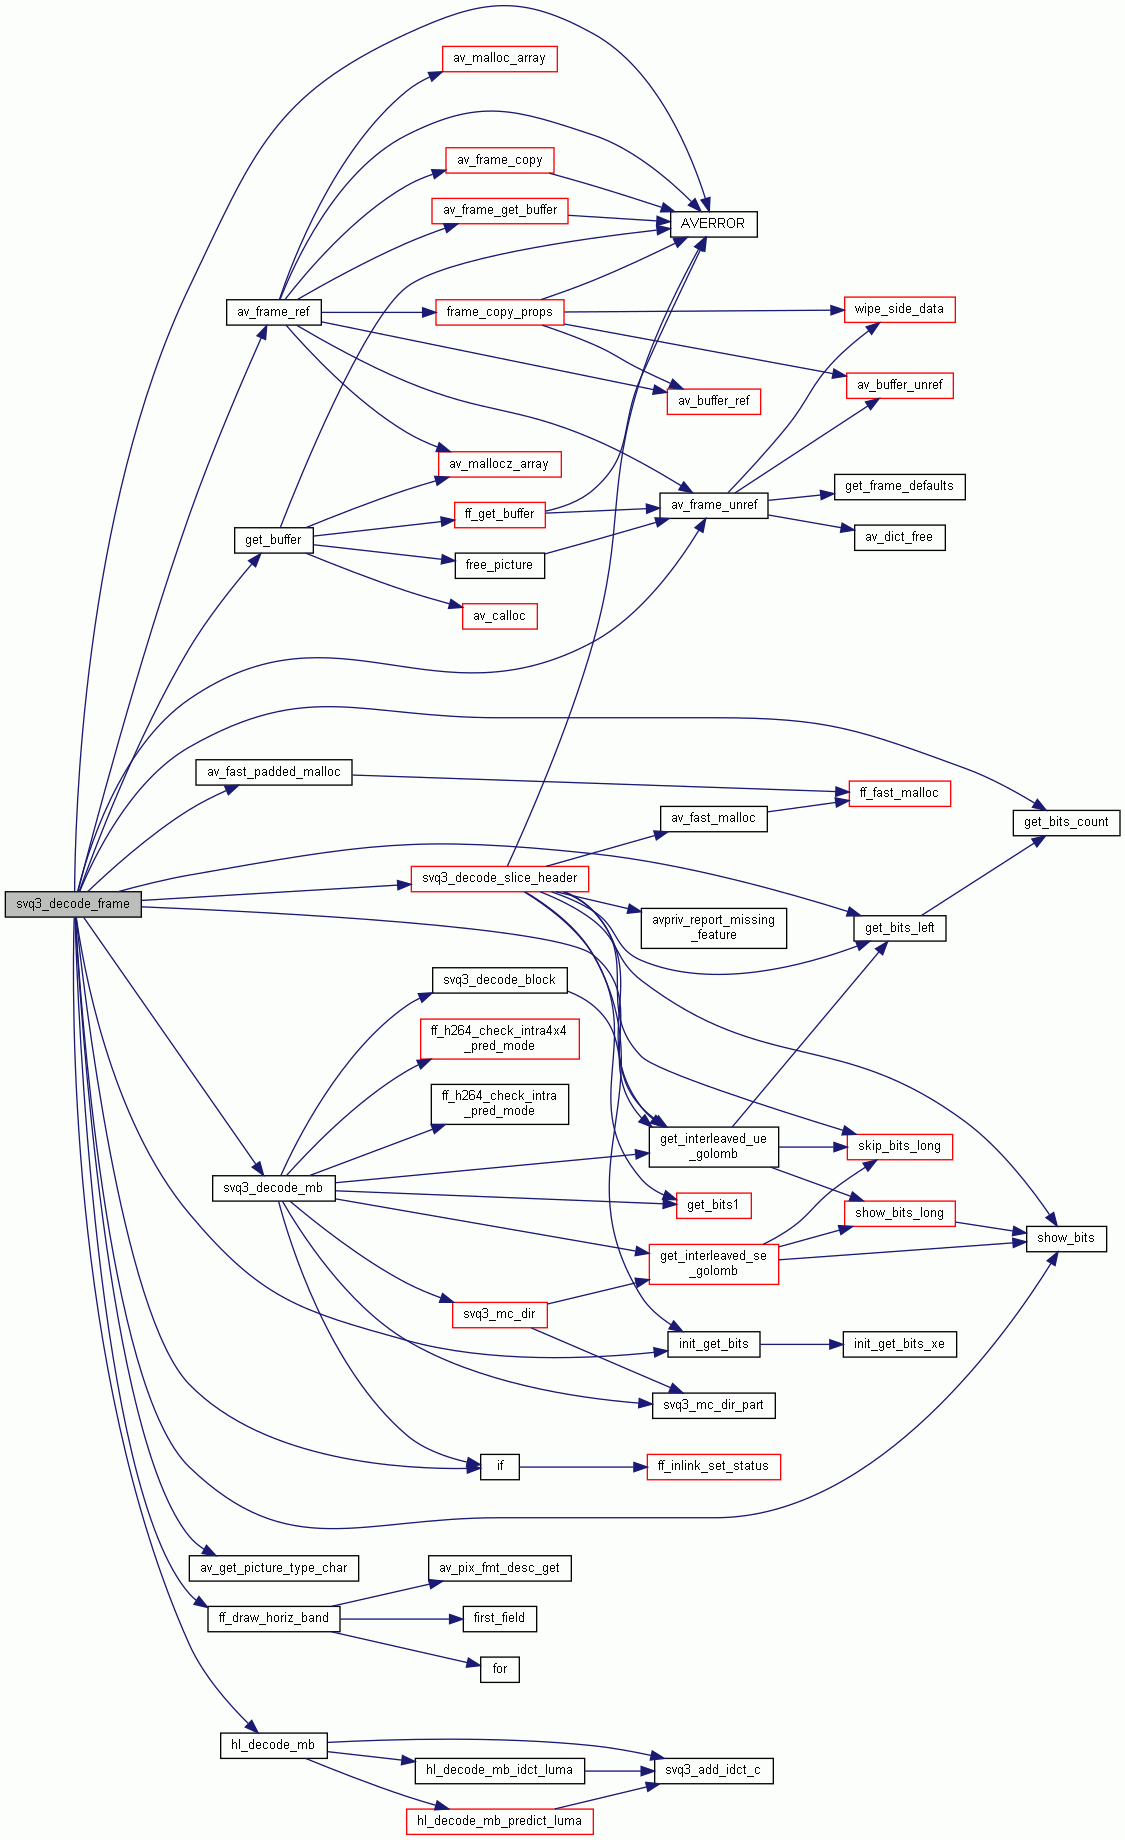 av_malloc_array
av_frame_copy
av_frame_get_buffer
AVERROR
av_frame_ref
frame_copy_props
wipe_side_data
av_buffer_unref
av_buffer_ref
av_mallocz_array
get_frame_defaults
av_frame_unref
ff_get_buffer
get_buffer
av_dict_free
free_picture
av_calloc
av_fast_padded_malloc
ff_fast_malloc
av_fast_malloc
get_bits_count
svq3_decode_slice_header
svq3_decode_frame
avpriv_report_missing
_feature
get_bits_left
svq3_decode_block
ff_h264_check_intra4x4
_pred_mode
ff_h264_check_intra
_pred_mode
get_interleaved_ue
_golomb
skip_bits_long
svq3_decode_mb
get_bits1
show_bits_long
show_bits
get_interleaved_se
_golomb
svq3_mc_dir
init_get_bits
init_get_bits_xe
svq3_mc_dir_part
if
ff_inlink_set_status
av_get_picture_type_char
av_pix_fmt_desc_get
ff_draw_horiz_band
first_field
for
hl_decode_mb
hl_decode_mb_idct_luma
svq3_add_idct_c
hl_decode_mb_predict_luma